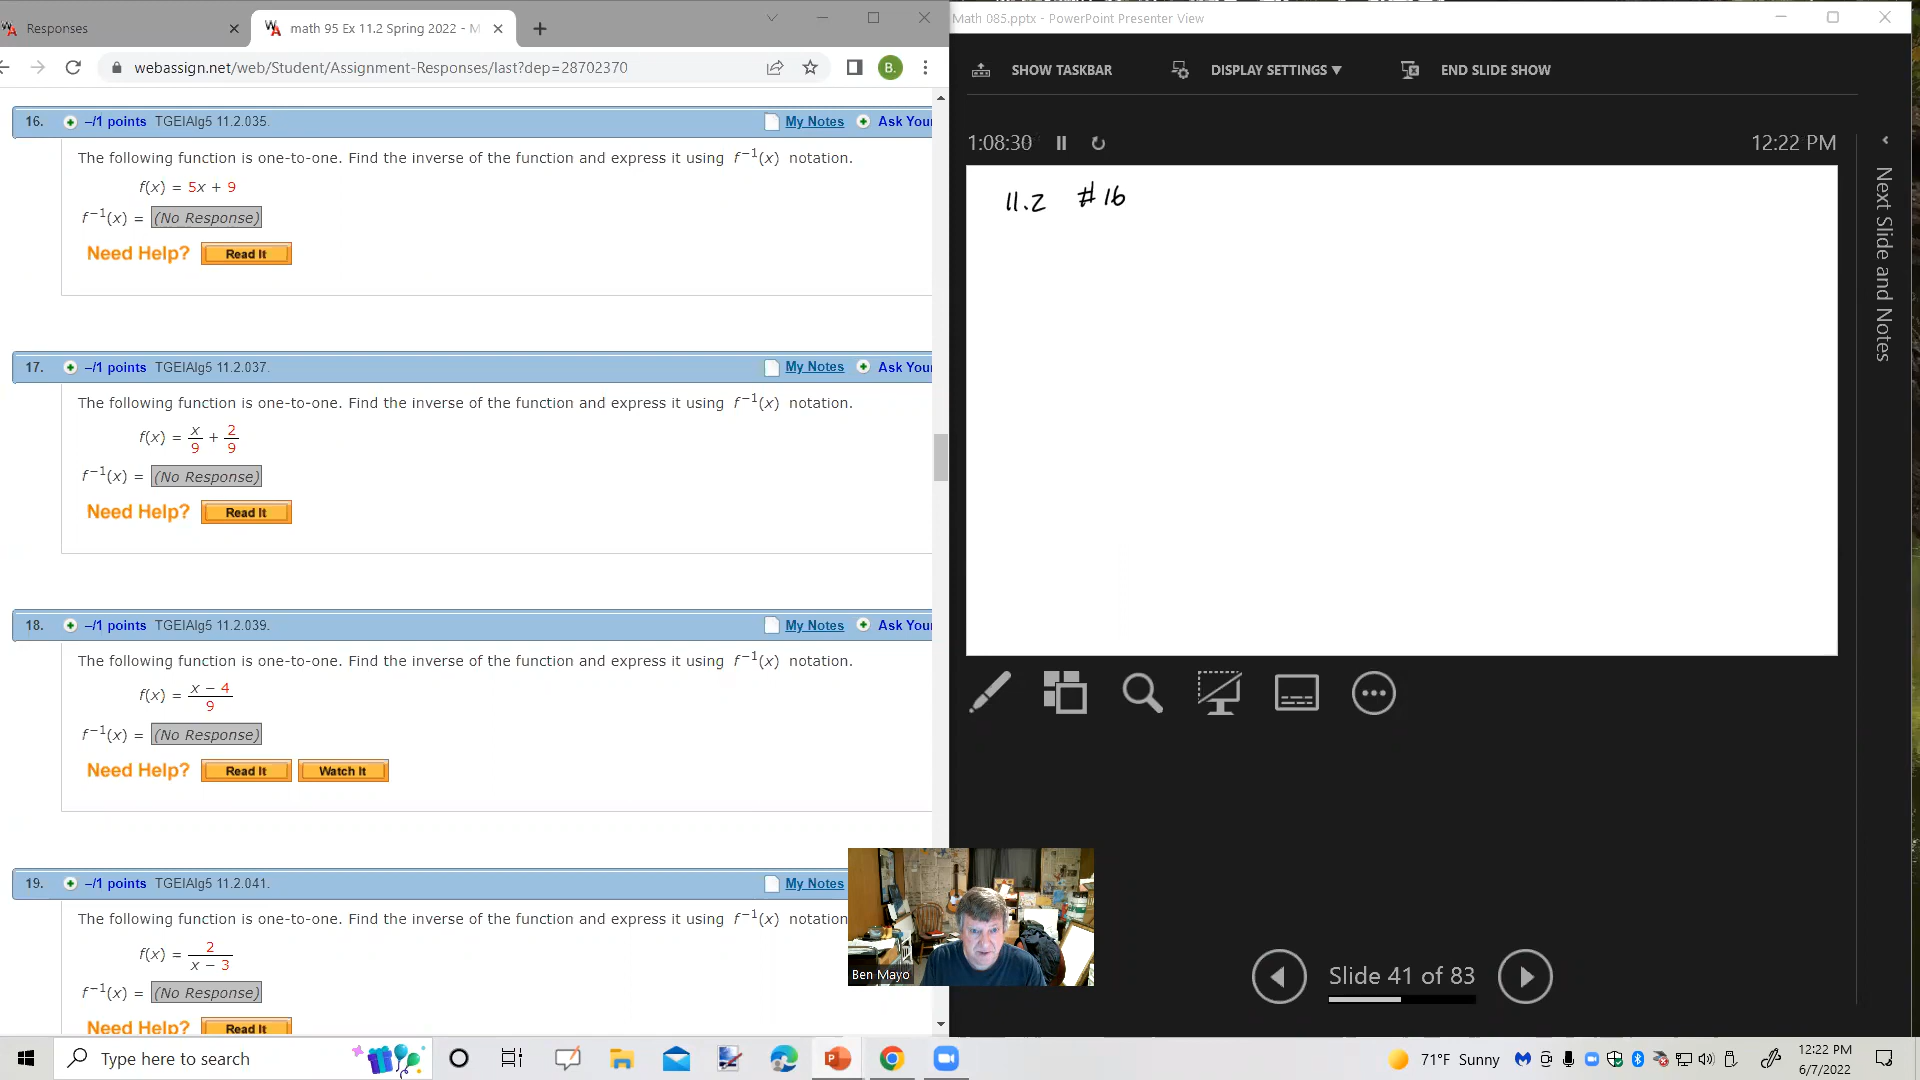 Responses
math 95 Ex 11.2 Spring 2022 - M
webassign.net/web/Student/Assignment-Responses/last?dep=28702370
B.
16. –/1 points TGEIAlg5 11.2.035. My Notes Ask Your
The following function is one-to-one. Find the inverse of the function and express it using f⁻¹(x) notation.
f(x) = 5x + 9
f⁻¹(x) = (No Response)
Need Help? Read It
17. –/1 points TGEIAlg5 11.2.037. My Notes Ask Your
The following function is one-to-one. Find the inverse of the function and express it using f⁻¹(x) notation.
f(x) = x/9 + 2/9
f⁻¹(x) = (No Response)
Need Help? Read It
18. –/1 points TGEIAlg5 11.2.039. My Notes Ask Your
The following function is one-to-one. Find the inverse of the function and express it using f⁻¹(x) notation.
f(x) = x − 4/9
f⁻¹(x) = (No Response)
Need Help? Read It Watch It
19. –/1 points TGEIAlg5 11.2.041. My Notes
The following function is one-to-one. Find the inverse of the function and express it using f⁻¹(x) notation
f(x) = 2/x − 3
f⁻¹(x) = (No Response)
Need Help? Read It
Math 085.pptx - PowerPoint Presenter View
SHOW TASKBAR DISPLAY SETTINGS ▾ END SLIDE SHOW
1:08:30 12:22 PM
11.2 #16
Next Slide and Notes
Ben Mayo
Slide 41 of 83
Type here to search
71°F Sunny
12:22 PM
6/7/2022